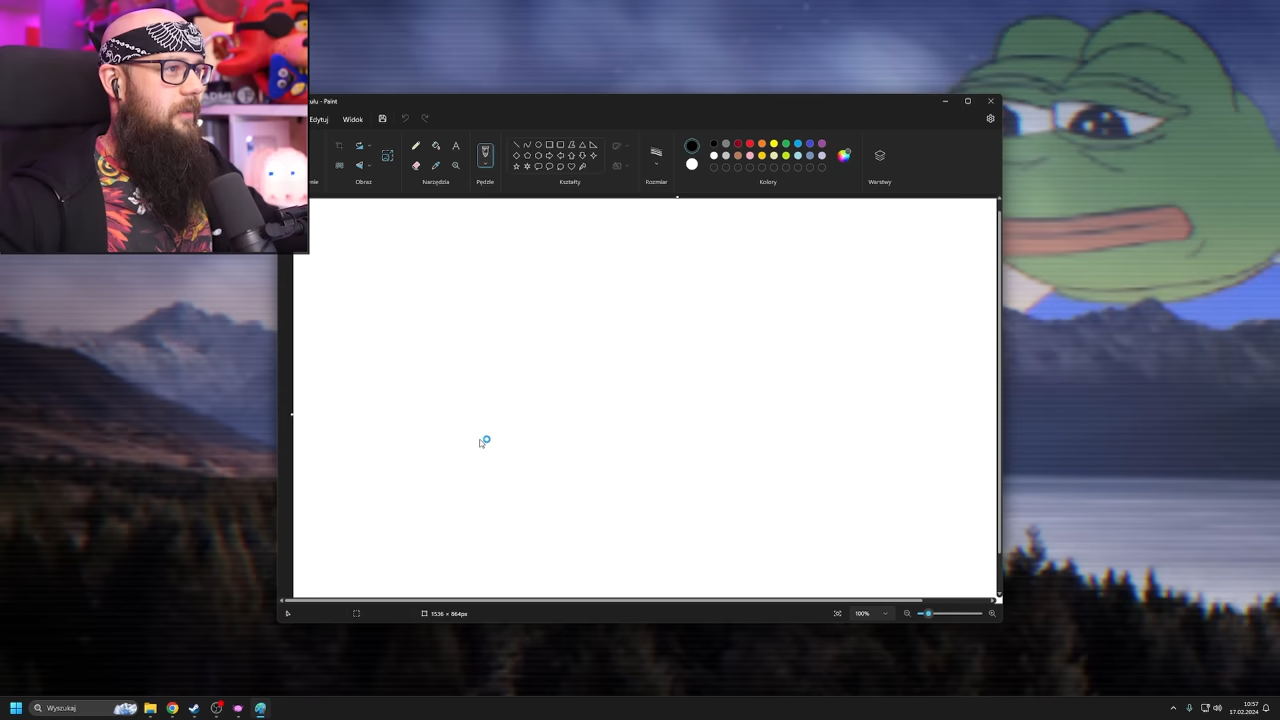 ułu - Paint
Edytuj
Widok
Obraz
Narzędzia
Pędzle
Kształty
Rozmiar
Kolory
Warstwy
1536 × 864px
100%
Wyszukaj
10:57
17.02.2024